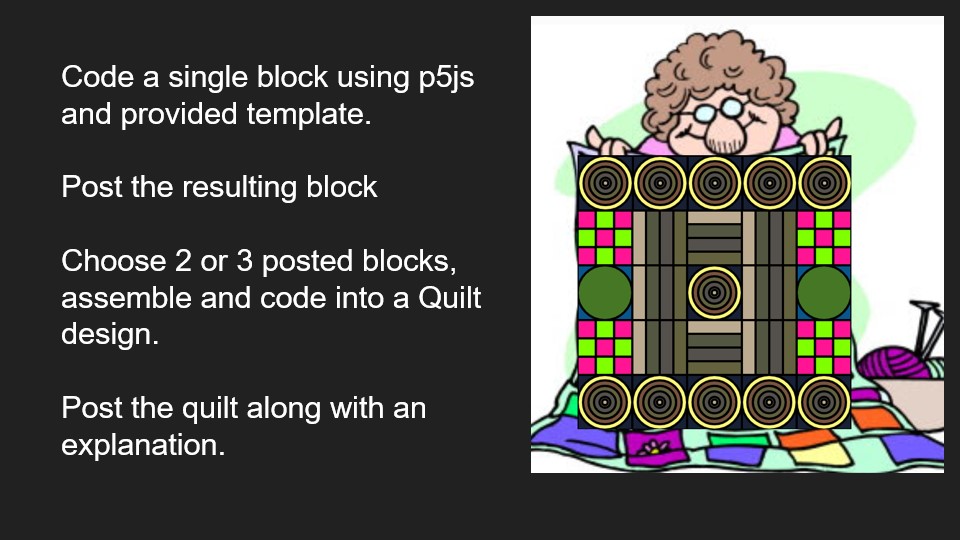 Code a single block using p5js
and provided template.
Post the resulting block
Choose 2 or 3 posted blocks,
assemble and code into a Quilt
design.
Post the quilt along with an
explanation.